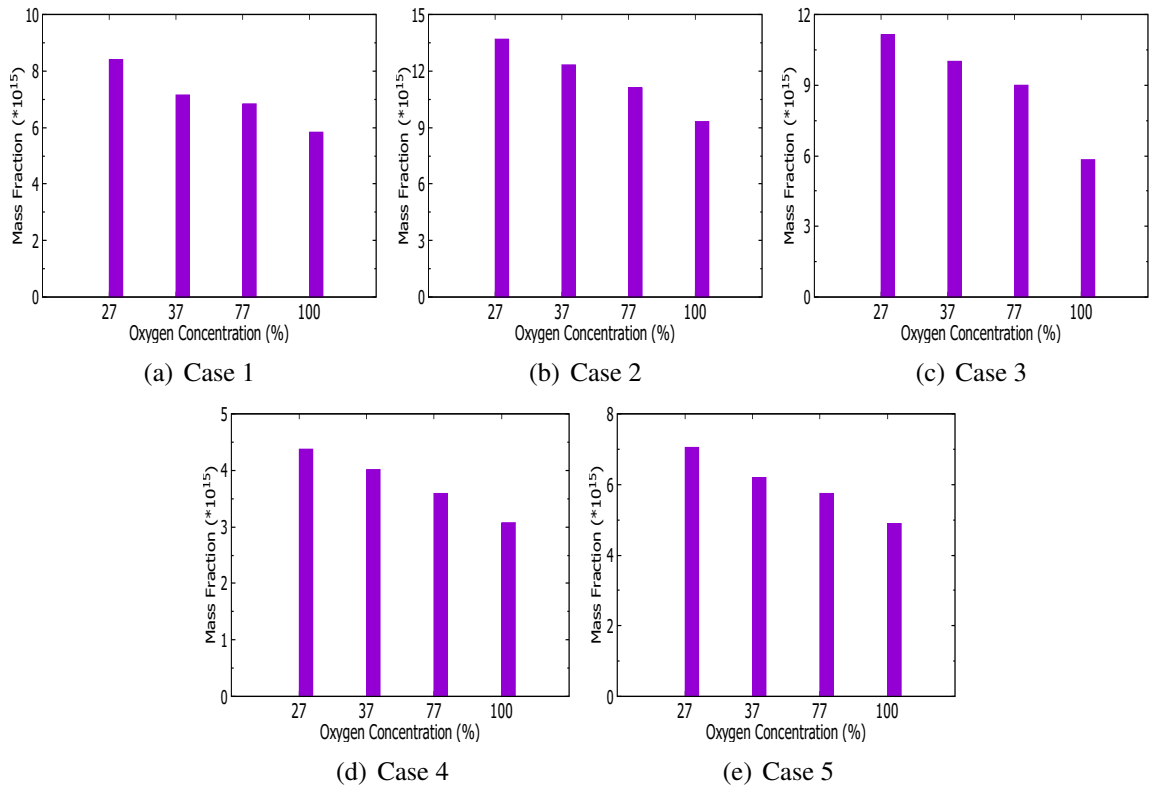 10
8
6
4
2
0
Mass Fraction (*10^15)
27 37 77 100
Oxygen Concentration (%)
(a) Case 1
15
12
9
6
3
0
Mass Fraction (*10^15)
27 37 77 100
Oxygen Concentration (%)
(b) Case 2
12
9
6
3
0
Mass Fraction (*10^15)
27 37 77 100
Oxygen Concentration (%)
(c) Case 3
5
4
3
2
1
0
Mass Fraction (*10^15)
27 37 77 100
Oxygen Concentration (%)
(d) Case 4
8
6
4
2
0
Mass Fraction (*10^15)
27 37 77 100
Oxygen Concentration (%)
(e) Case 5